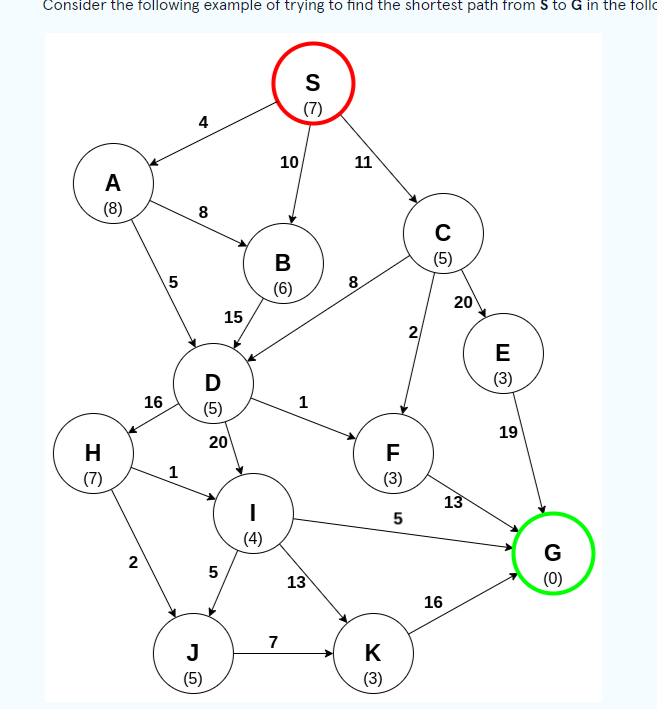 Consider the following example of trying to find the shortest path from S to G in the follo
S
(7)
4
10
11
A
(8)
8
C
(5)
B
(6)
5
8
20
15
2
E
(3)
D
(5)
16
1
20
19
H
(7)
F
(3)
1
13
I
(4)
5
G
(0)
2
5
13
16
7
J
(5)
K
(3)